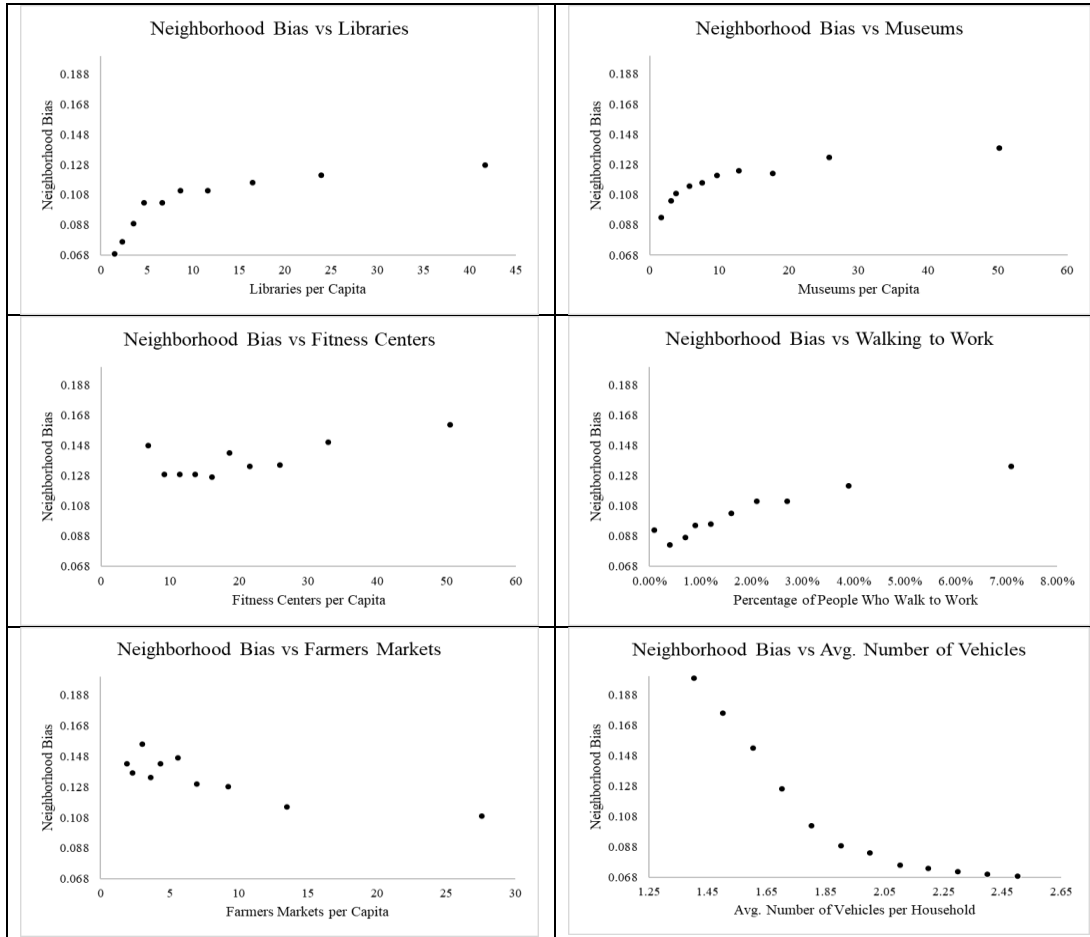 Neighborhood Bias vs Libraries
Neighborhood Bias
0.188
0.168
0.148
0.128
0.108
0.088
0.068
0 5 10 15 20 25 30 35 40 45
Libraries per Capita
Neighborhood Bias vs Museums
Neighborhood Bias
0.188
0.168
0.148
0.128
0.108
0.088
0.068
0 10 20 30 40 50 60
Museums per Capita
Neighborhood Bias vs Fitness Centers
Neighborhood Bias
0.188
0.168
0.148
0.128
0.108
0.088
0.068
0 10 20 30 40 50 60
Fitness Centers per Capita
Neighborhood Bias vs Walking to Work
Neighborhood Bias
0.188
0.168
0.148
0.128
0.108
0.088
0.068
0.00% 1.00% 2.00% 3.00% 4.00% 5.00% 6.00% 7.00% 8.00%
Percentage of People Who Walk to Work
Neighborhood Bias vs Farmers Markets
Neighborhood Bias
0.188
0.168
0.148
0.128
0.108
0.088
0.068
0 5 10 15 20 25 30
Farmers Markets per Capita
Neighborhood Bias vs Avg. Number of Vehicles
Neighborhood Bias
0.188
0.168
0.148
0.128
0.108
0.088
0.068
1.25 1.45 1.65 1.85 2.05 2.25 2.45 2.65
Avg. Number of Vehicles per Household